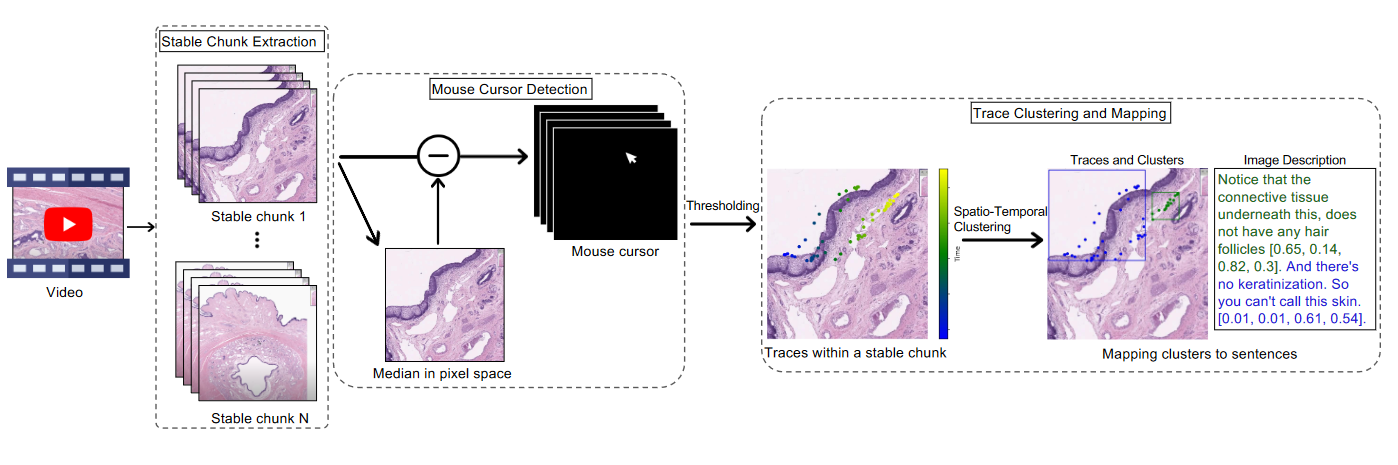 Stable Chunk Extraction
Stable chunk 1
Stable chunk N
Video
Mouse Cursor Detection
Mouse cursor
Median in pixel space
Thresholding
Trace Clustering and Mapping
Time
Traces within a stable chunk
Spatio-Temporal
Clustering
Traces and Clusters
Mapping clusters to sentences
Image Description
Notice that the
connective tissue
underneath this, does
not have any hair
follicles [0.65, 0.14,
0.82, 0.3]. And there's
no keratinization. So
you can't call this skin.
[0.01, 0.01, 0.61, 0.54].